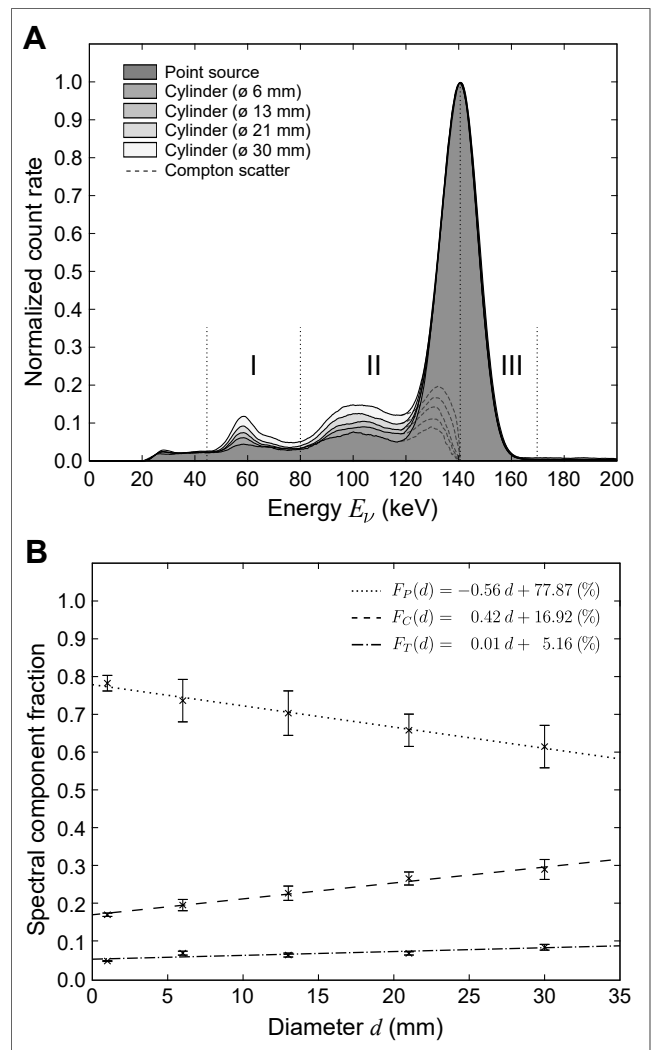 A
Point source
Cylinder (ø 6 mm)
Cylinder (ø 13 mm)
Cylinder (ø 21 mm)
Cylinder (ø 30 mm)
Compton scatter
Normalized count rate
1.0
0.9
0.8
0.7
0.6
0.5
0.4
0.3
0.2
0.1
0.0
I II III
0 20 40 60 80 100 120 140 160 180 200
Energy E_ν (keV)
B
F_P(d) = −0.56 d + 77.87 (%)
F_C(d) = 0.42 d + 16.92 (%)
F_T(d) = 0.01 d + 5.16 (%)
Spectral component fraction
1.0
0.9
0.8
0.7
0.6
0.5
0.4
0.3
0.2
0.1
0.0
0 5 10 15 20 25 30 35
Diameter d (mm)